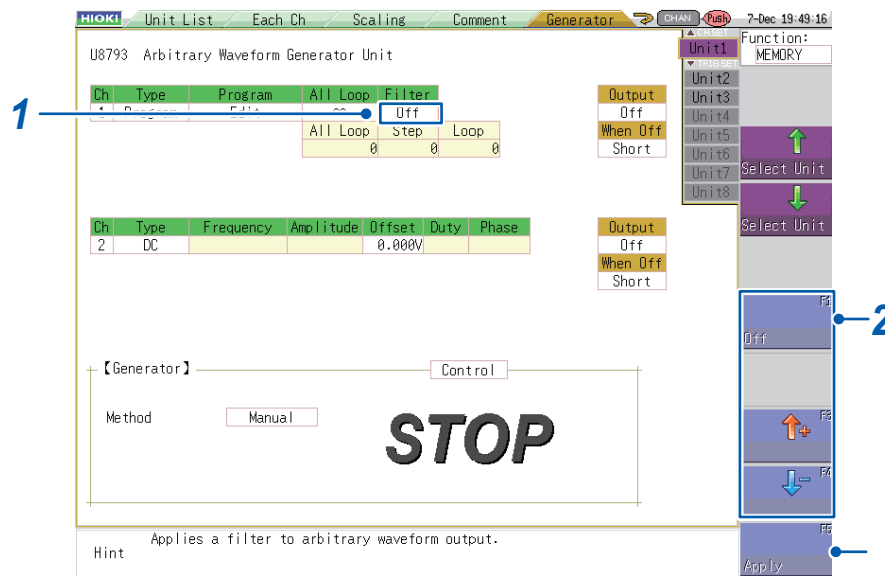 HIOKI Unit List Each Ch Scaling Comment Generator CHAN Push 7-Dec 19:49:16
U8793 Arbitrary Waveform Generator Unit
Ch Type Program All Loop Filter
1 Program Edit ∞ Off
All Loop Step Loop
0 0 0
Output
Off
When Off
Short
1
Ch Type Frequency Amplitude Offset Duty Phase
2 DC 0.000V
Output
Off
When Off
Short
【Generator】 Control
Method Manual STOP
Hint Applies a filter to arbitrary waveform output.
▲ CH.SET
Unit1
▼ TRIG.SET
Unit2
Unit3
Unit4
Unit5
Unit6
Unit7
Unit8
Function:
MEMORY
Select Unit
Select Unit
F1
Off
2
F3
+
F4
-
F5
Apply